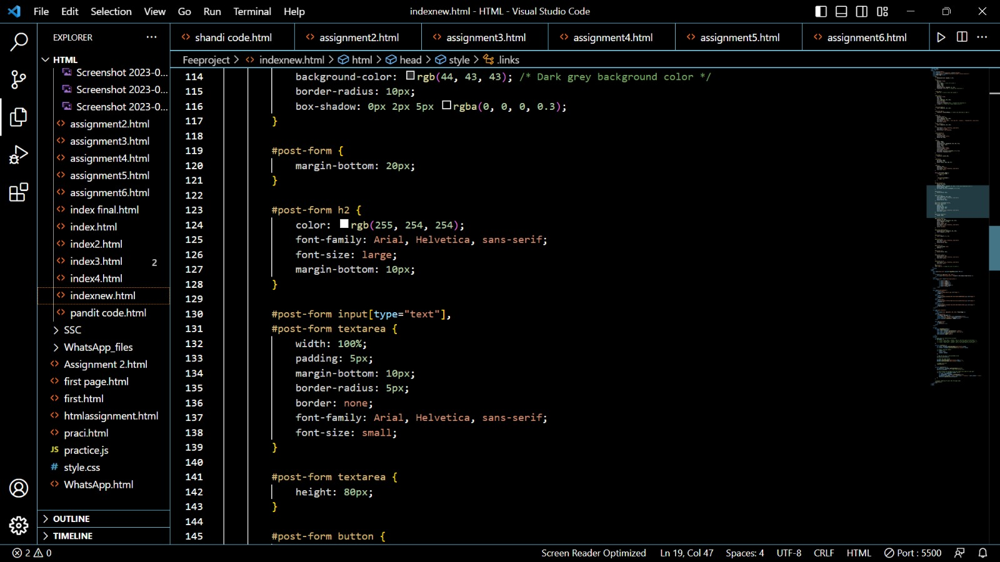 File Edit Selection View Go Run Terminal Help
indexnew.html - HTML - Visual Studio Code
EXPLORER
HTML
Screenshot 2023-0...
Screenshot 2023-0...
Screenshot 2023-0...
assignment2.html
assignment3.html
assignment4.html
assignment5.html
assignment6.html
index final.html
index.html
index2.html
index3.html 2
index4.html
indexnew.html
pandit code.html
SSC
WhatsApp_files
Assignment 2.html
first page.html
first.html
htmlassignment.html
praci.html
JS practice.js
# style.css
WhatsApp.html
OUTLINE
TIMELINE
shandi code.html assignment2.html assignment3.html assignment4.html assignment5.html assignment6.html
Feeproject > indexnew.html > html > head > style > .links
114 background-color: rgb(44, 43, 43); /* Dark grey background color */
115 border-radius: 10px;
116 box-shadow: 0px 2px 5px rgba(0, 0, 0, 0.3);
117 }
118
119 #post-form {
120 margin-bottom: 20px;
121 }
122
123 #post-form h2 {
124 color: rgb(255, 254, 254);
125 font-family: Arial, Helvetica, sans-serif;
126 font-size: large;
127 margin-bottom: 10px;
128 }
129
130 #post-form input[type="text"],
131 #post-form textarea {
132 width: 100%;
133 padding: 5px;
134 margin-bottom: 10px;
135 border-radius: 5px;
136 border: none;
137 font-family: Arial, Helvetica, sans-serif;
138 font-size: small;
139 }
140
141 #post-form textarea {
142 height: 80px;
143 }
144
145 #post-form button {
2 0
Screen Reader Optimized Ln 19, Col 47 Spaces: 4 UTF-8 CRLF HTML Port : 5500